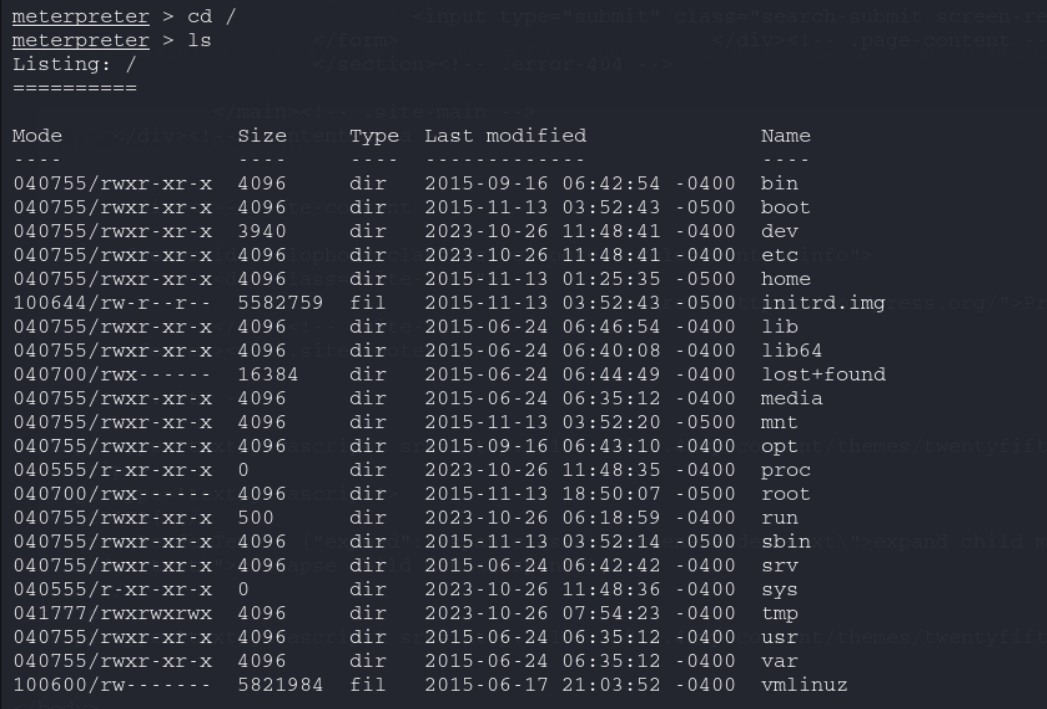 meterpreter > cd /
meterpreter > ls
Listing: /
==========
Mode Size Type Last modified Name
---- ---- ---- ------------- ----
040755/rwxr-xr-x 4096 dir 2015-09-16 06:42:54 -0400 bin
040755/rwxr-xr-x 4096 dir 2015-11-13 03:52:43 -0500 boot
040755/rwxr-xr-x 3940 dir 2023-10-26 11:48:41 -0400 dev
040755/rwxr-xr-x 4096 dir 2023-10-26 11:48:41 -0400 etc
040755/rwxr-xr-x 4096 dir 2015-11-13 01:25:35 -0500 home
100644/rw-r--r-- 5582759 fil 2015-11-13 03:52:43 -0500 initrd.img
040755/rwxr-xr-x 4096 dir 2015-06-24 06:46:54 -0400 lib
040755/rwxr-xr-x 4096 dir 2015-06-24 06:40:08 -0400 lib64
040700/rwx------ 16384 dir 2015-06-24 06:44:49 -0400 lost+found
040755/rwxr-xr-x 4096 dir 2015-06-24 06:35:12 -0400 media
040755/rwxr-xr-x 4096 dir 2015-11-13 03:52:20 -0500 mnt
040755/rwxr-xr-x 4096 dir 2015-09-16 06:43:10 -0400 opt
040555/r-xr-xr-x 0 dir 2023-10-26 11:48:35 -0400 proc
040700/rwx------ 4096 dir 2015-11-13 18:50:07 -0500 root
040755/rwxr-xr-x 500 dir 2023-10-26 06:18:59 -0400 run
040755/rwxr-xr-x 4096 dir 2015-11-13 03:52:14 -0500 sbin
040755/rwxr-xr-x 4096 dir 2015-06-24 06:42:42 -0400 srv
040555/r-xr-xr-x 0 dir 2023-10-26 11:48:36 -0400 sys
041777/rwxrwxrwx 4096 dir 2023-10-26 07:54:23 -0400 tmp
040755/rwxr-xr-x 4096 dir 2015-06-24 06:35:12 -0400 usr
040755/rwxr-xr-x 4096 dir 2015-06-24 06:35:12 -0400 var
100600/rw------- 5821984 fil 2015-06-17 21:03:52 -0400 vmlinuz